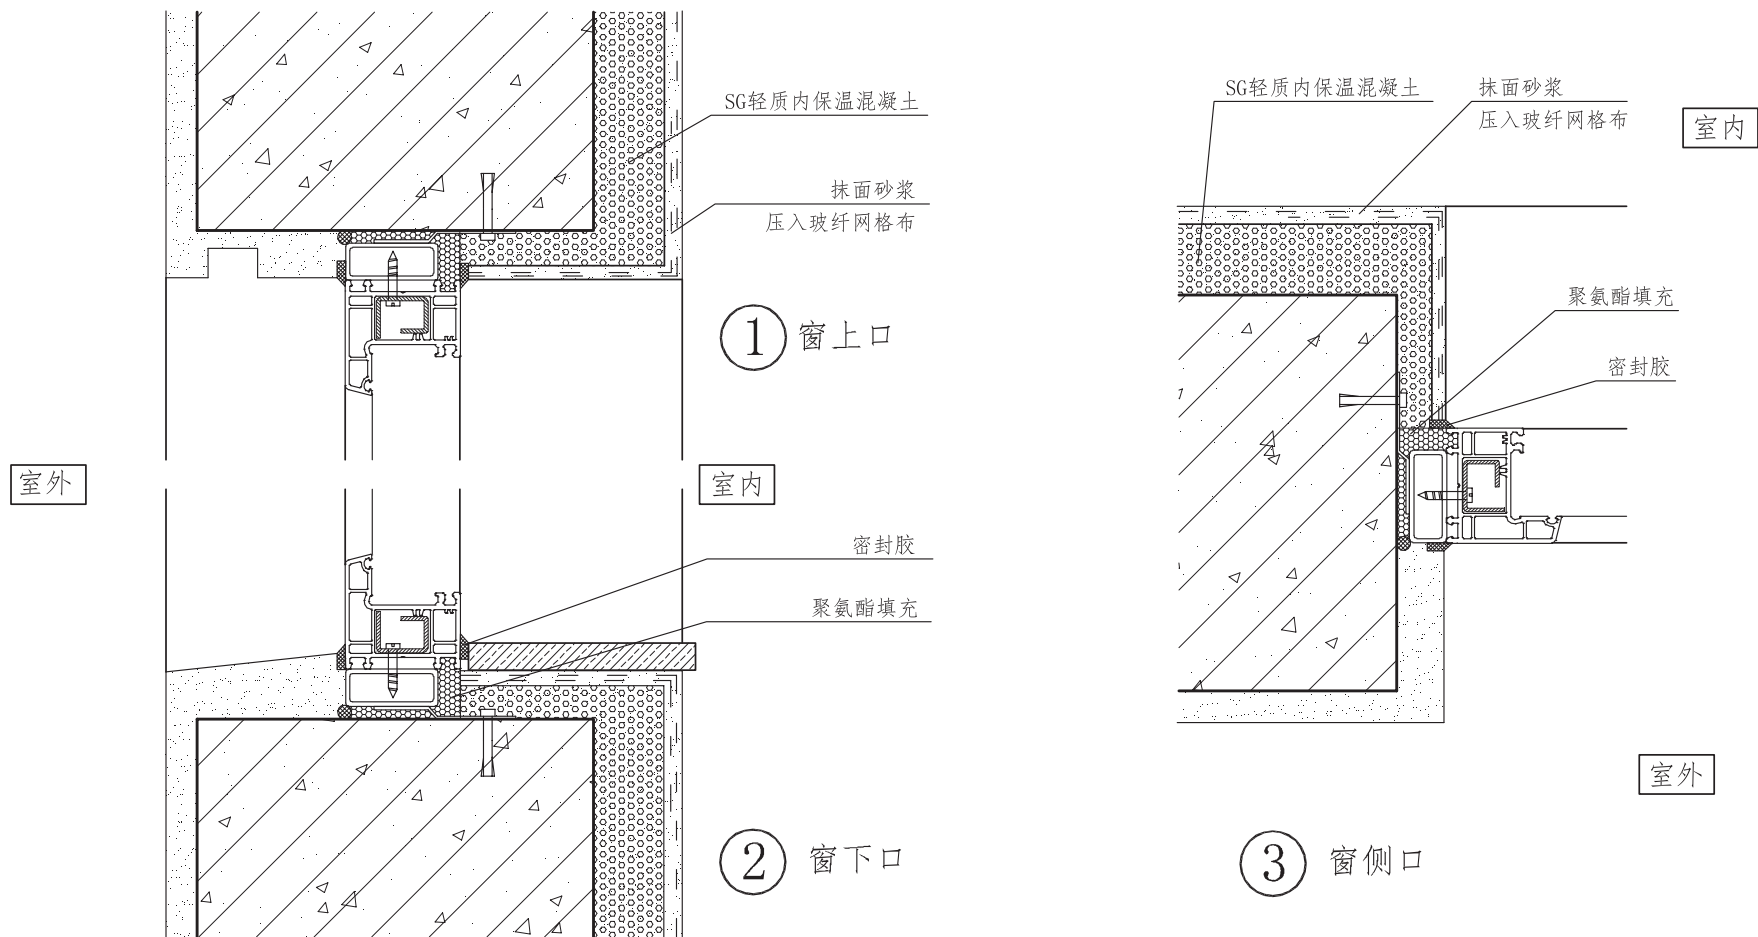 SG轻质内保温混凝土
抹面砂浆
压入玻纤网格布
① 窗上口
室外
室内
密封胶
聚氨酯填充
② 窗下口
SG轻质内保温混凝土
抹面砂浆
压入玻纤网格布
室内
聚氨酯填充
密封胶
室外
③ 窗侧口